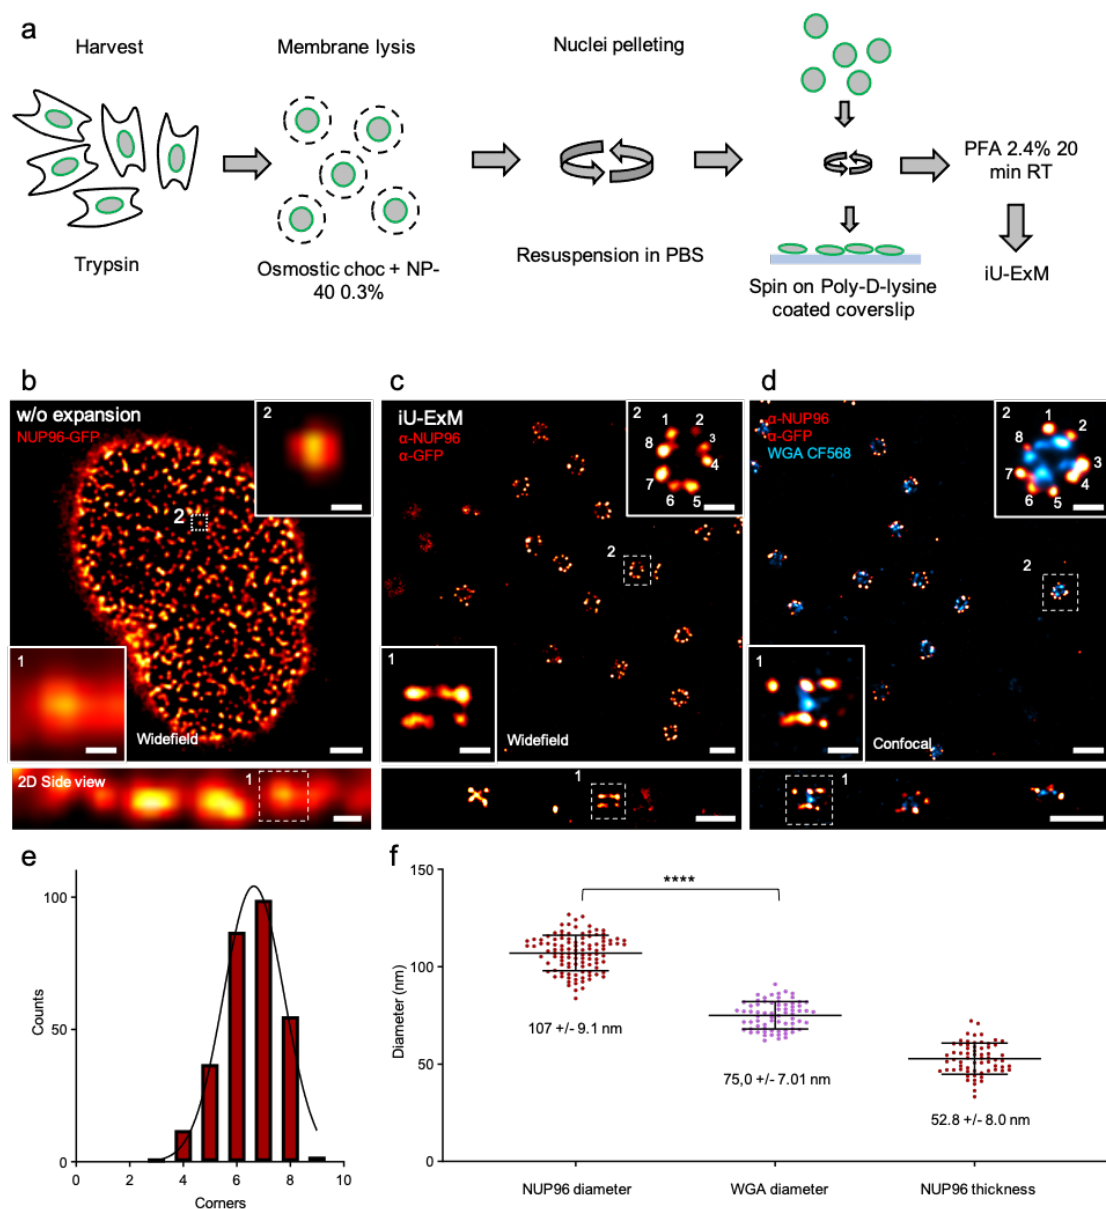 a
Harvest
Membrane lysis
Nuclei pelleting
PFA 2.4% 20
min RT
Trypsin
Osmostic choc + NP-
40 0.3%
Resuspension in PBS
Spin on Poly-D-lysine
coated coverslip
iU-ExM
b
w/o expansion
NUP96-GFP
2
2
1
Widefield
2D Side view
1
c
iU-ExM
α-NUP96
α-GFP
2
1
2
3
4
5
6
7
8
2
1
Widefield
1
d
α-NUP96
α-GFP
WGA CF568
2
1
2
3
4
5
6
7
8
2
1
Confocal
1
e
Counts
100
50
0
0
2
4
6
8
10
Corners
f
Diameter (nm)
150
100
50
0
****
107 +/- 9.1 nm
75,0 +/- 7.01 nm
52.8 +/- 8.0 nm
NUP96 diameter
WGA diameter
NUP96 thickness